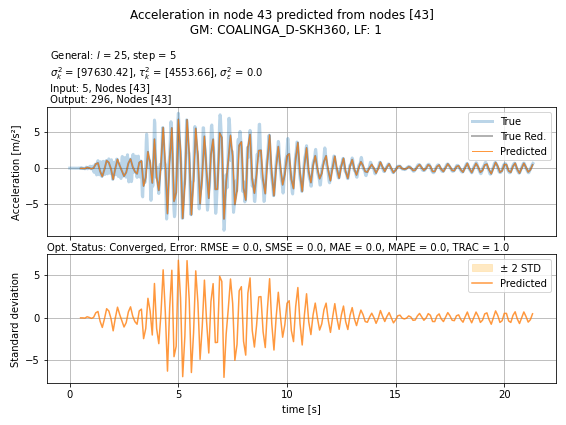 Acceleration in node 43 predicted from nodes [43]
GM: COALINGA_D-SKH360, LF: 1
General: l = 25, step = 5
σ²ₖ = [97630.42], τ²ₖ = [4553.66], σ²ε = 0.0
Input: 5, Nodes [43]
Output: 296, Nodes [43]
Acceleration [m/s²]
5
0
−5
True
True Red.
Predicted
Opt. Status: Converged, Error: RMSE = 0.0, SMSE = 0.0, MAE = 0.0, MAPE = 0.0, TRAC = 1.0
Standard deviation
5
0
−5
± 2 STD
Predicted
0 5 10 15 20
time [s]